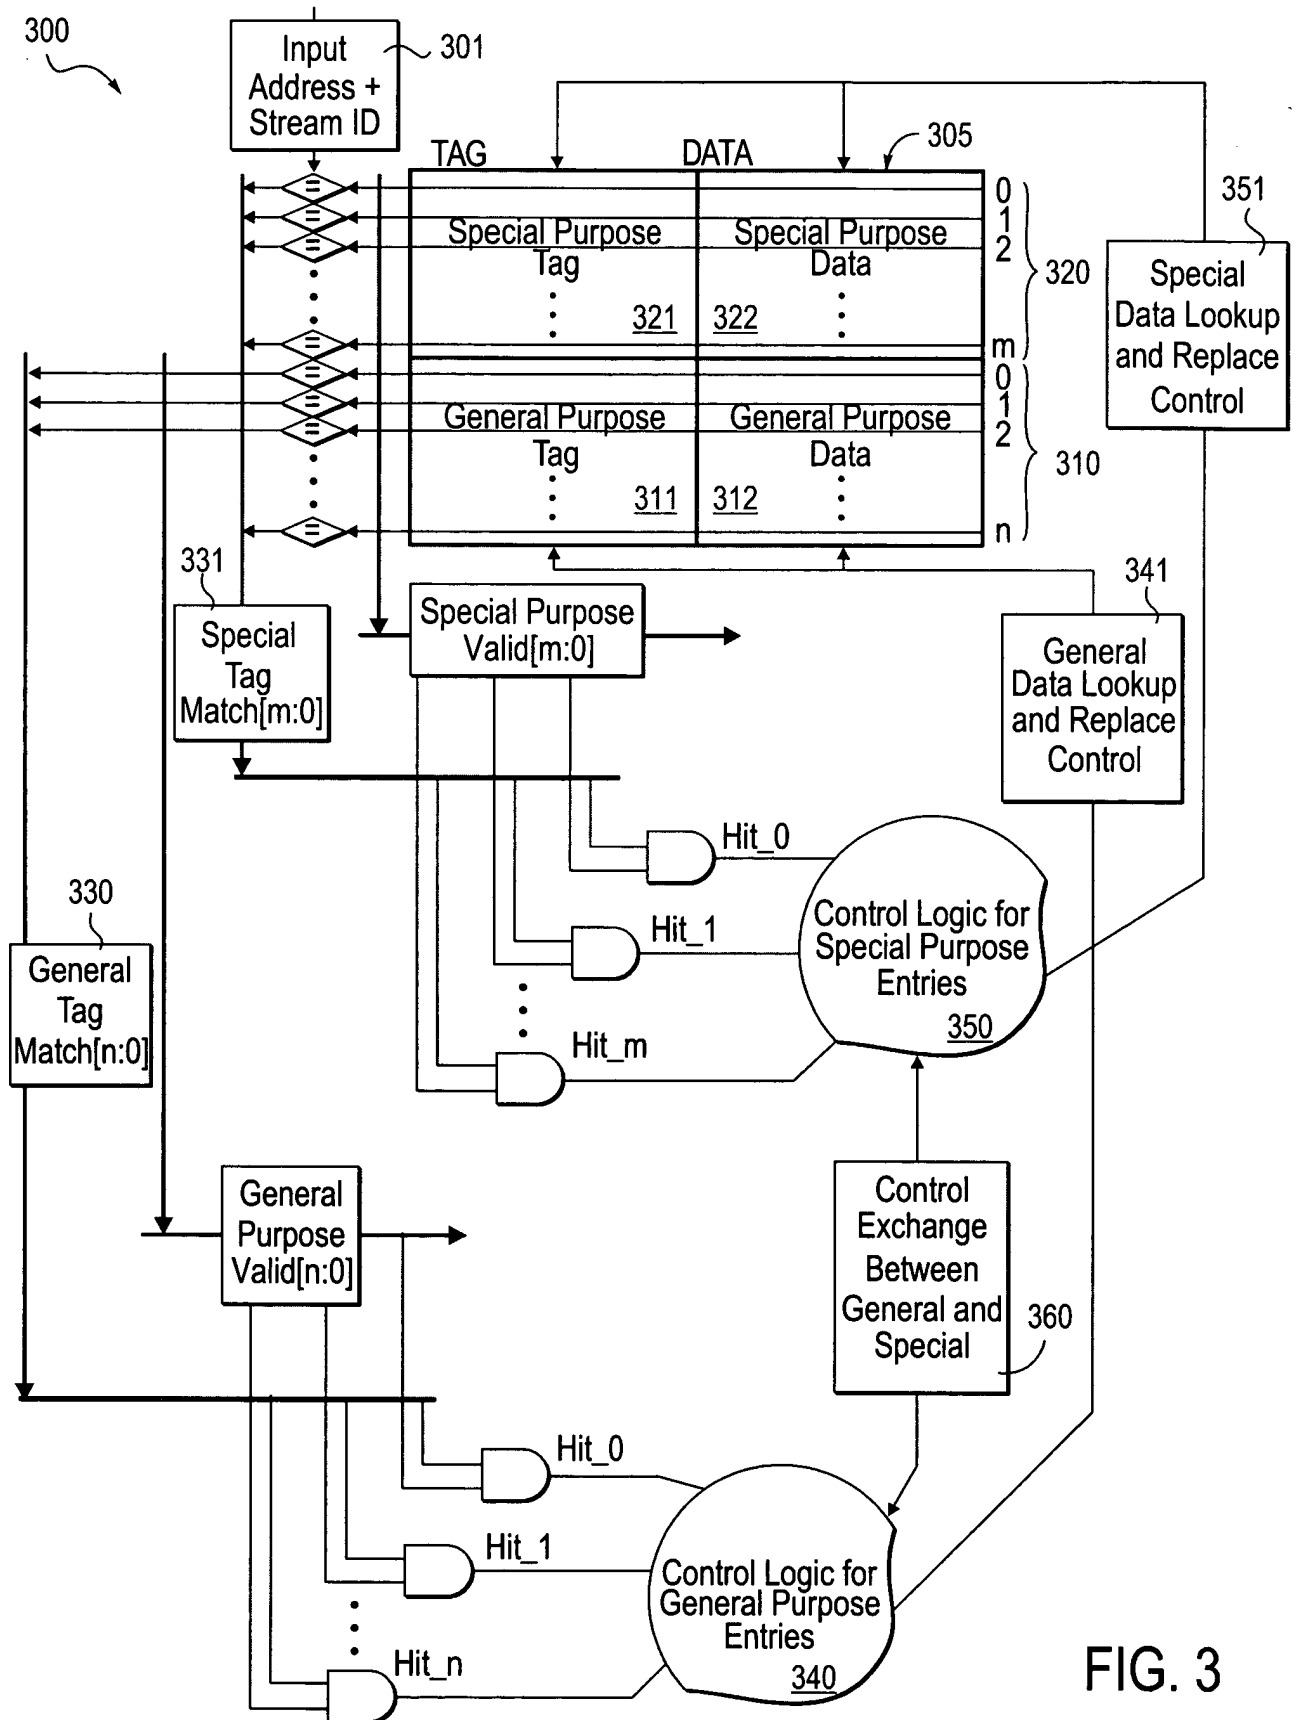 300
Input
Address +
Stream ID
301
TAG
DATA
305
=
=
=
=
=
=
=
=
0
1
2
m
320
Special Purpose
Tag
321
Special Purpose
Data
322
0
1
2
n
310
General Purpose
Tag
311
General Purpose
Data
312
351
Special
Data Lookup
and Replace
Control
331
Special
Tag
Match[m:0]
Special Purpose
Valid[m:0]
341
General
Data Lookup
and Replace
Control
Hit_0
Hit_1
Hit_m
Control Logic for
Special Purpose
Entries
350
330
General
Tag
Match[n:0]
General
Purpose
Valid[n:0]
Control
Exchange
Between
General and
Special
360
Hit_0
Hit_1
Hit_n
Control Logic for
General Purpose
Entries
340
FIG. 3